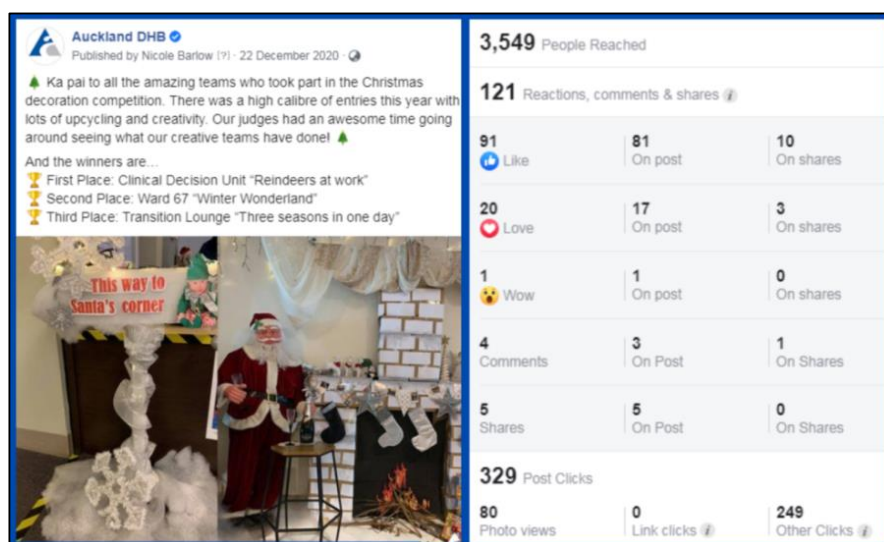 Auckland DHB
Published by Nicole Barlow [?] · 22 December 2020 ·
🌲 Ka pai to all the amazing teams who took part in the Christmas
decoration competition. There was a high calibre of entries this year with
lots of upcycling and creativity. Our judges had an awesome time going
around seeing what our creative teams have done! 🌲
And the winners are...
🏆 First Place: Clinical Decision Unit "Reindeers at work"
🏆 Second Place: Ward 67 "Winter Wonderland"
🏆 Third Place: Transition Lounge "Three seasons in one day"
This way to
Santa's corner
3,549 People Reached
121 Reactions, comments & shares
91 81 10
Like On post On shares
20 17 3
Love On post On shares
1 1 0
Wow On post On shares
4 3 1
Comments On Post On Shares
5 5 0
Shares On Post On Shares
329 Post Clicks
80 0 249
Photo views Link clicks Other Clicks